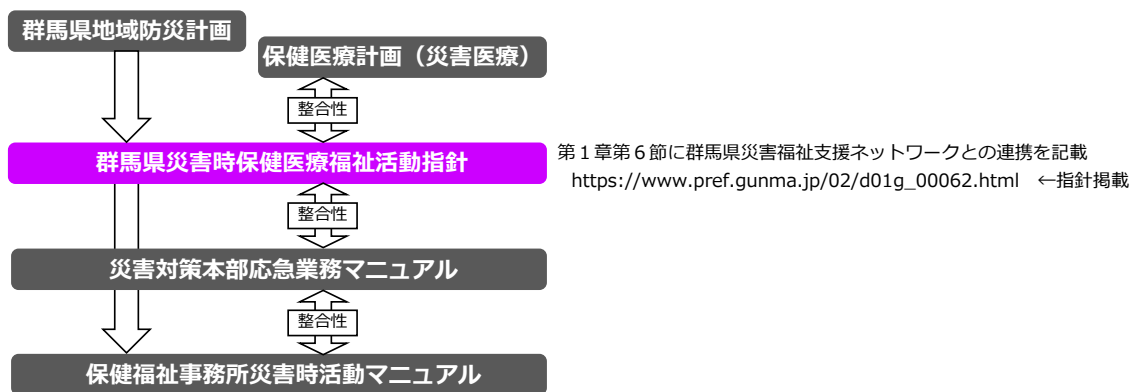 群馬県地域防災計画
保健医療計画（災害医療）
整合性
群馬県災害時保健医療福祉活動指針
第１章第６節に群馬県災害福祉支援ネットワークとの連携を記載
https://www.pref.gunma.jp/02/d01g_00062.html ←指針掲載
整合性
災害対策本部応急業務マニュアル
整合性
保健福祉事務所災害時活動マニュアル